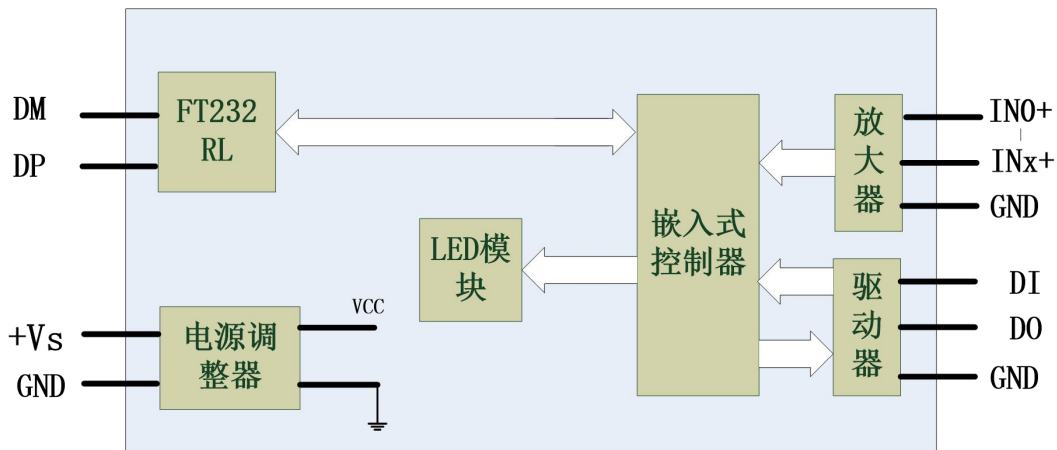 DM
DP
FT232
RL
+Vs
GND
电源调
整器
VCC
LED模
块
嵌入式
控制器
放
大
器
IN0+
INx+
GND
驱
动
器
DI
DO
GND